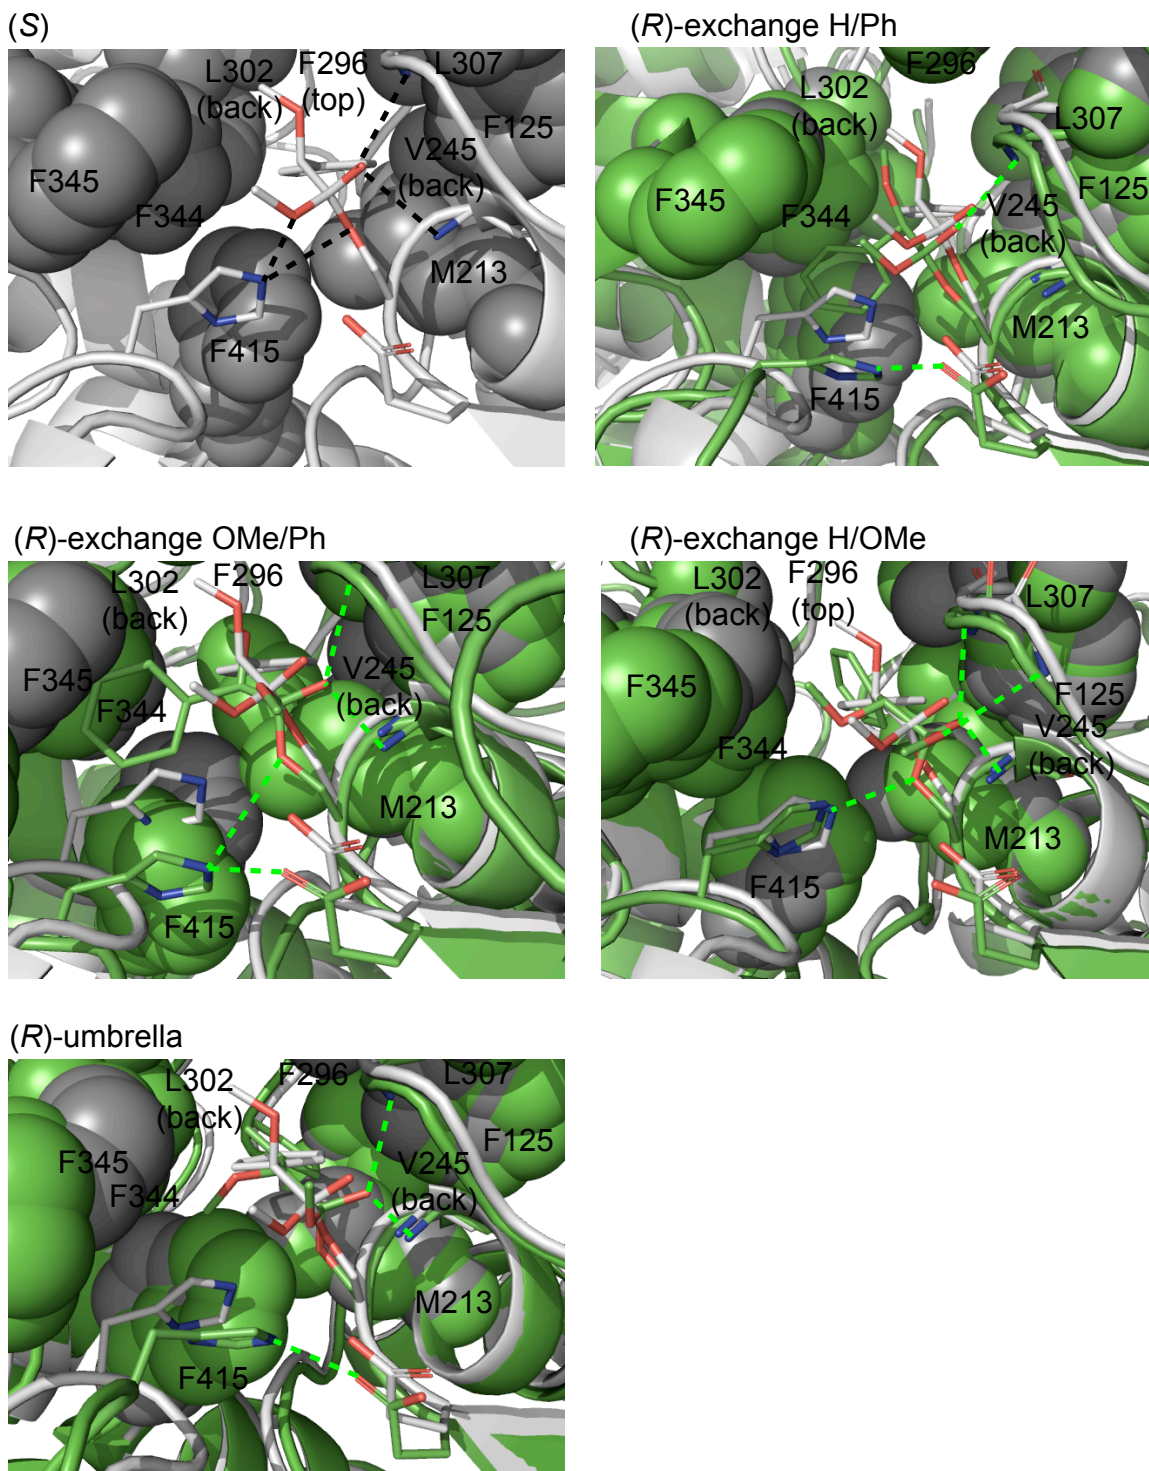 (S)
L302
(back)
F296
(top)
L307
F125
V245
(back)
F345
F344
M213
F415
(R)-exchange H/Ph
F296
L302
(back)
L307
F125
F345
F344
V245
(back)
M213
F415
(R)-exchange OMe/Ph
L302
(back)
F296
L307
F125
F345
F344
V245
(back)
M213
F415
(R)-exchange H/OMe
L302
(back)
F296
(top)
L307
F345
F125
F344
V245
(back)
M213
F415
(R)-umbrella
L302
(back)
F296
L307
F125
F345
F344
V245
(back)
M213
F415